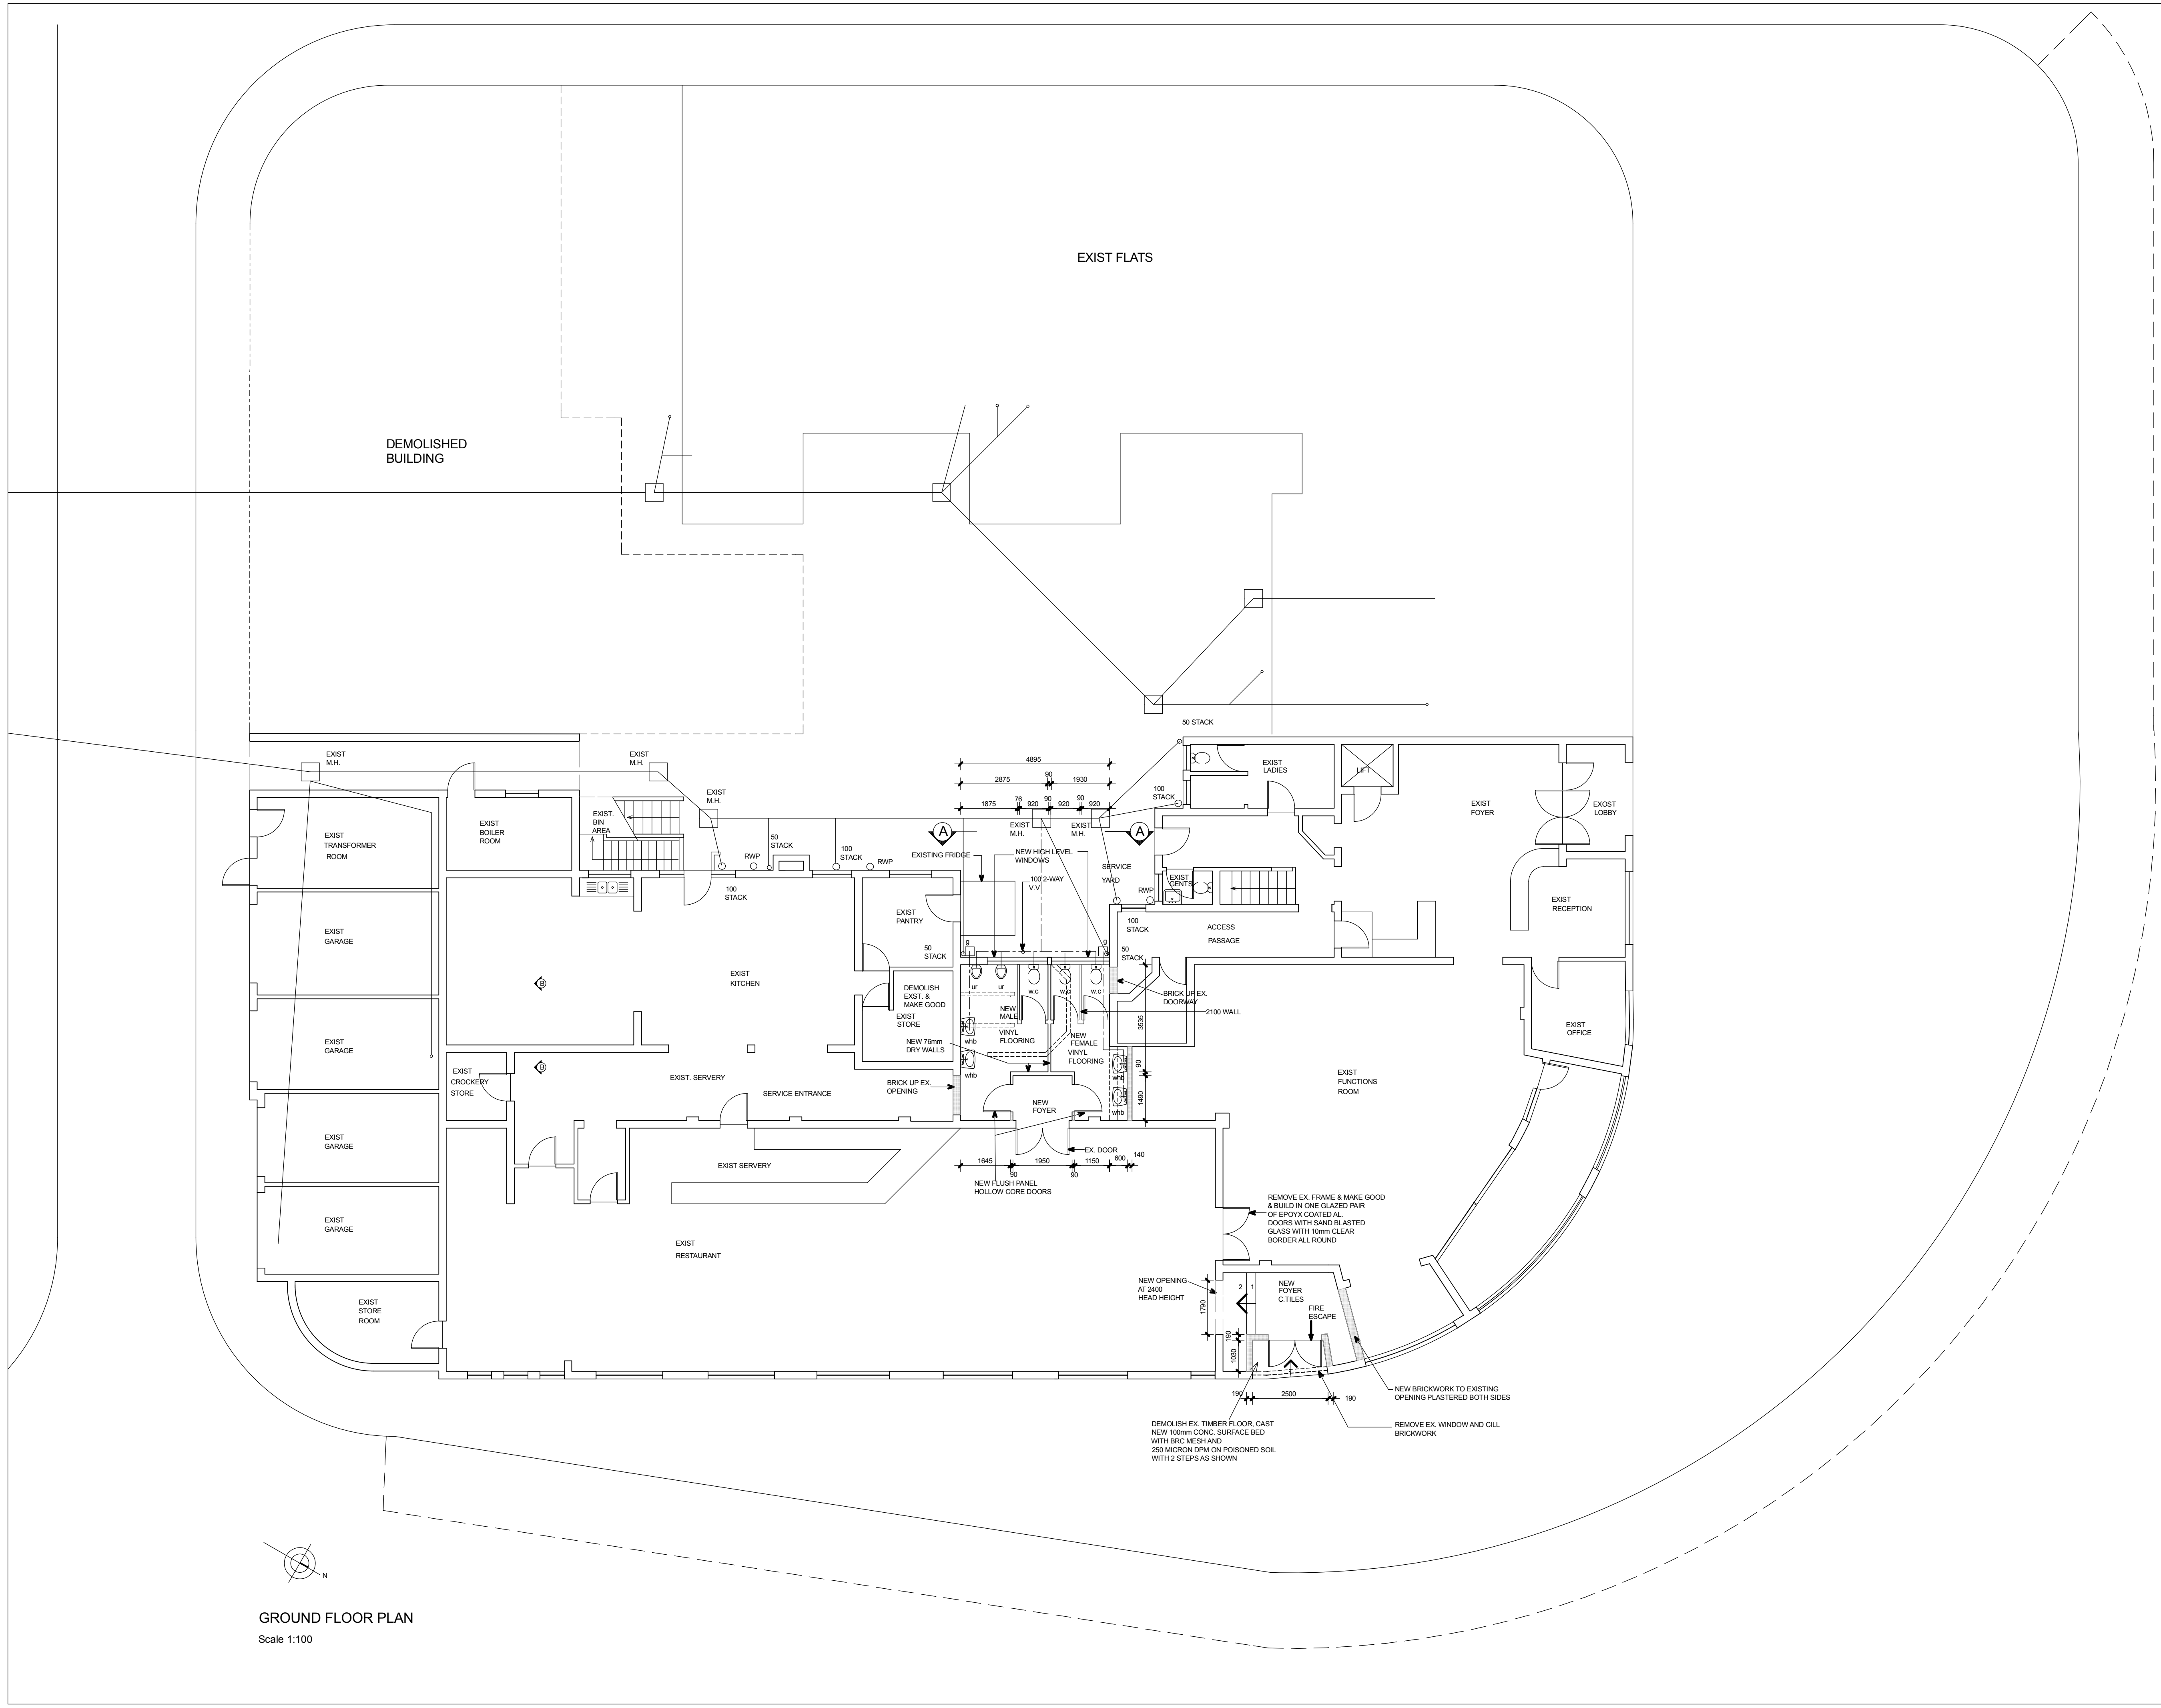 EXIST FLATS
DEMOLISHED
BUILDING
50 STACK
EXIST
M.H.
EXIST
M.H.
EXIST
M.H.
4895
2875
90
1930
1875
76
920
90
920
90
920
EXIST
M.H.
EXIST
M.H.
100
STACK
EXIST
LADIES
LIFT
EXIST
FOYER
EXOST
LOBBY
EXIST
TRANSFORMER
ROOM
EXIST
BOILER
ROOM
EXIST.
BIN
AREA
50
STACK
RWP
100
STACK
RWP
A
A
EXISTING FRIDGE
NEW HIGH LEVEL
WINDOWS
100 2-WAY
V.V
SERVICE
YARD
RWP
EXIST
GENTS
100
STACK
EXIST
PANTRY
100
STACK
ACCESS
PASSAGE
EXIST
RECEPTION
EXIST
GARAGE
50
STACK
g
g
50
STACK
B
EXIST
KITCHEN
DEMOLISH
EXST. &
MAKE GOOD
EXIST
STORE
ur
ur
w.c
w.c
w.c
BRICK UP EX.
DOORWAY
2100 WALL
NEW
MALE
VINYL
FLOORING
NEW
FEMALE
VINYL
FLOORING
3535
90
1490
EXIST
OFFICE
EXIST
GARAGE
whb
whb
whb
whb
NEW 76mm
DRY WALLS
B
EXIST
CROCKERY
STORE
EXIST. SERVERY
SERVICE ENTRANCE
BRICK UP EX.
OPENING
NEW
FOYER
EXIST
FUNCTIONS
ROOM
EXIST
GARAGE
EXIST SERVERY
EX. DOOR
1645
90
1950
90
1150
600
140
NEW FLUSH PANEL
HOLLOW CORE DOORS
EXIST
GARAGE
EXIST
RESTAURANT
REMOVE EX. FRAME & MAKE GOOD
& BUILD IN ONE GLAZED PAIR
OF EPOYX COATED AL.
DOORS WITH SAND BLASTED
GLASS WITH 10mm CLEAR
BORDER ALL ROUND
EXIST
STORE
ROOM
NEW OPENING
AT 2400
HEAD HEIGHT
1790
190
1030
2
1
NEW
FOYER
C.TILES
FIRE
ESCAPE
190
2500
190
NEW BRICKWORK TO EXISTING
OPENING PLASTERED BOTH SIDES
REMOVE EX. WINDOW AND CILL
BRICKWORK
DEMOLISH EX. TIMBER FLOOR, CAST
NEW 100mm CONC. SURFACE BED
WITH BRC MESH AND
250 MICRON DPM ON POISONED SOIL
WITH 2 STEPS AS SHOWN
N
GROUND FLOOR PLAN
Scale 1:100